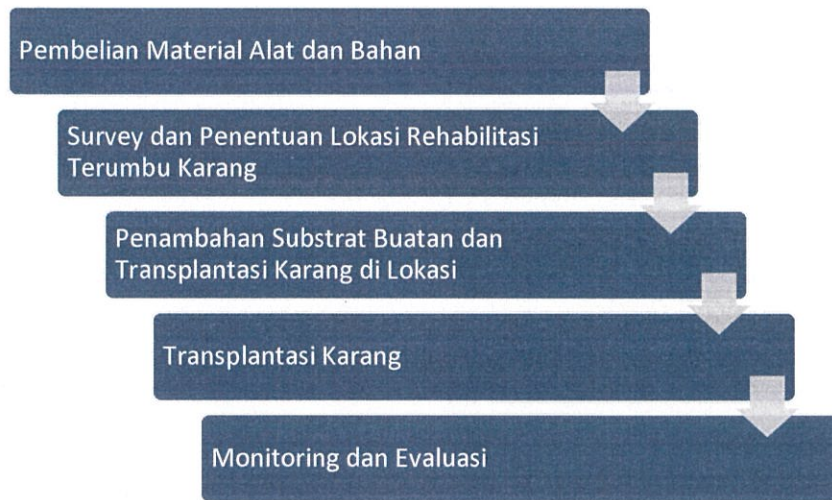 Pembelian Material Alat dan Bahan
Survey dan Penentuan Lokasi Rehabilitasi
Terumbu Karang
Penambahan Substrat Buatan dan
Transplantasi Karang di Lokasi
Transplantasi Karang
Monitoring dan Evaluasi